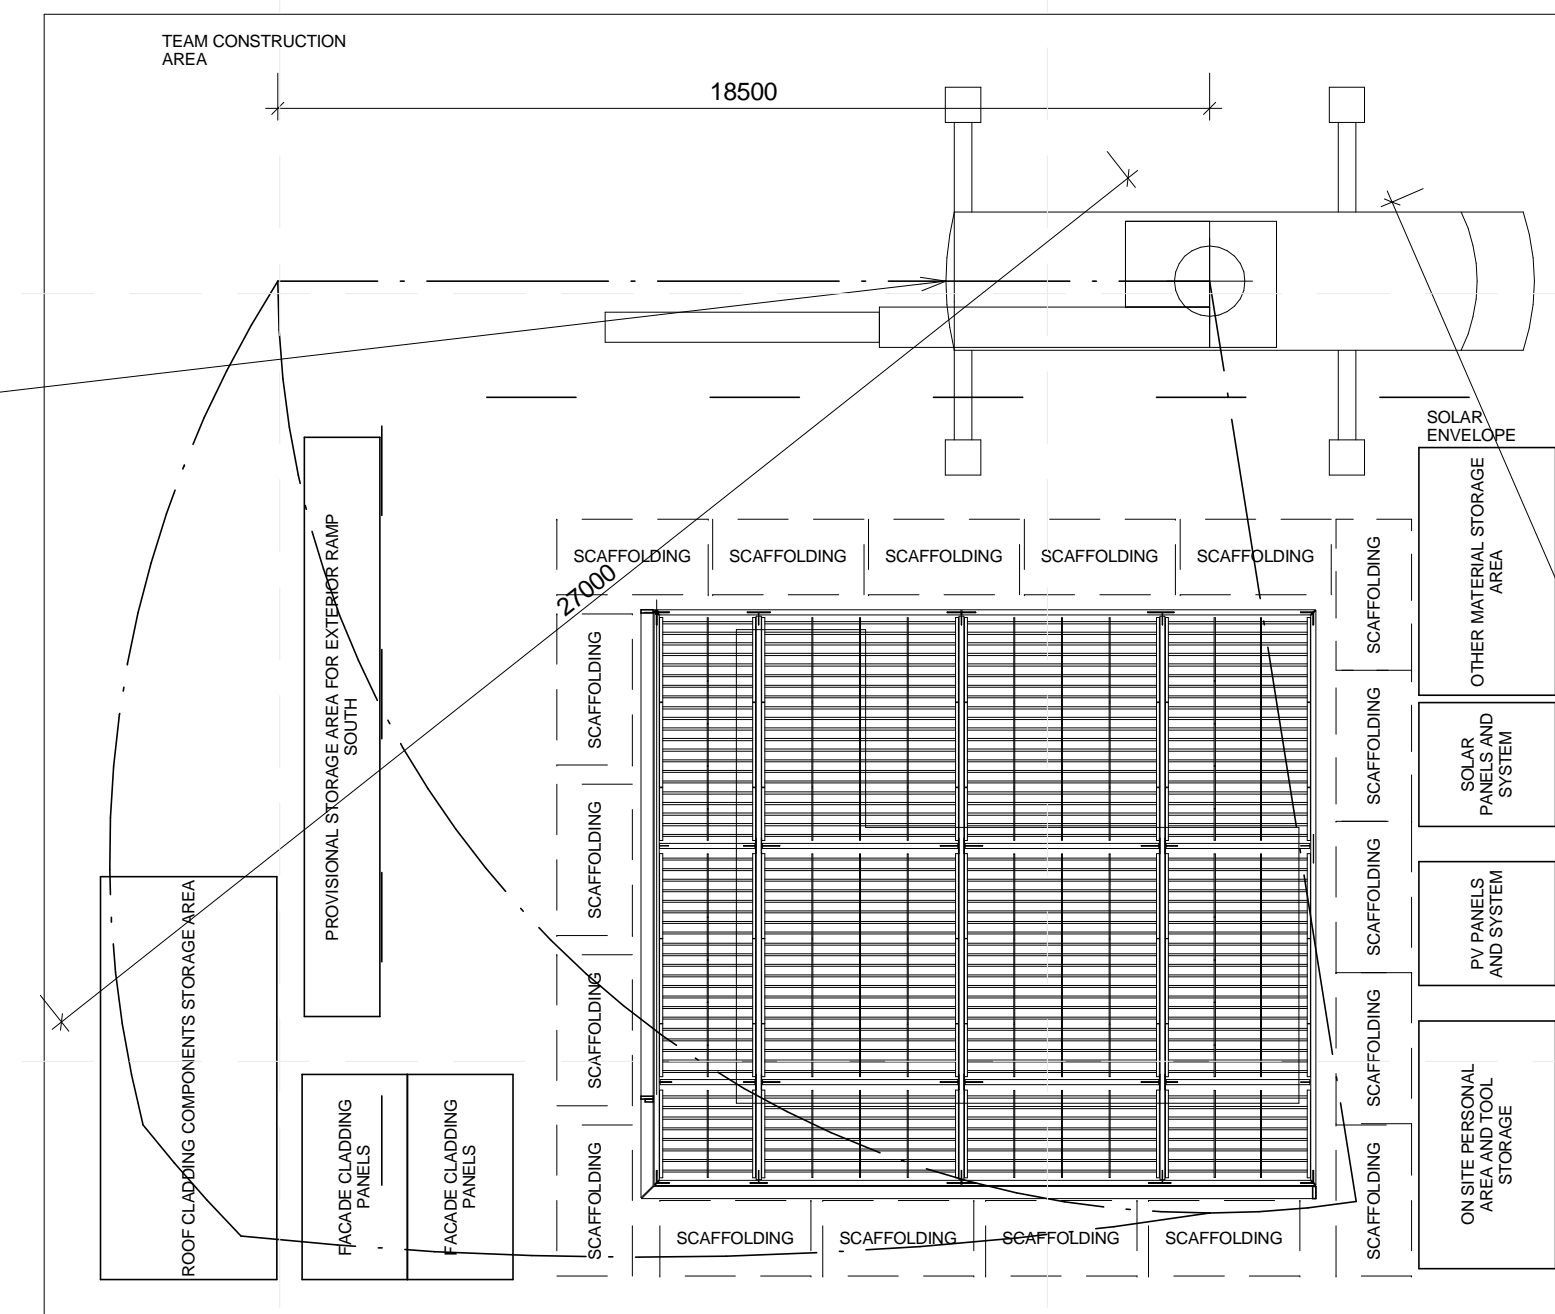 TEAM CONSTRUCTION
AREA
18500
SOLAR
ENVELOPE
SCAFFOLDING
SCAFFOLDING
SCAFFOLDING
SCAFFOLDING
SCAFFOLDING
27000
PROVISIONAL STORAGE AREA FOR EXTERIOR RAMP
SOUTH
ROOF CLADDING COMPONENTS STORAGE AREA
FACADE CLADDING
PANELS
FACADE CLADDING
PANELS
SCAFFOLDING
SCAFFOLDING
SCAFFOLDING
SCAFFOLDING
SCAFFOLDING
SCAFFOLDING
SCAFFOLDING
SCAFFOLDING
SCAFFOLDING
SCAFFOLDING
SCAFFOLDING
SCAFFOLDING
SCAFFOLDING
OTHER MATERIAL STORAGE
AREA
SOLAR
PANELS AND
SYSTEM
PV PANELS
AND SYSTEM
ON SITE PERSONAL
AREA AND TOOL
STORAGE